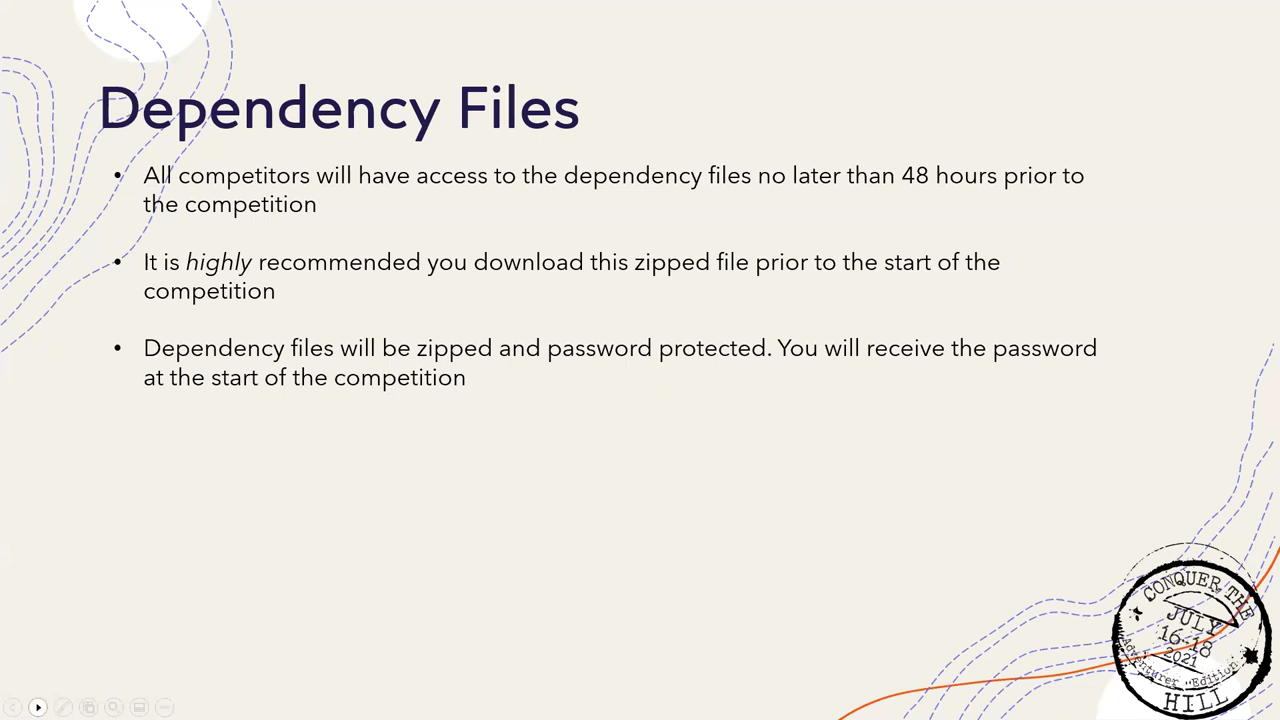 Dependency Files
• All competitors will have access to the dependency files no later than 48 hours prior to
the competition
• It is highly recommended you download this zipped file prior to the start of the
competition
• Dependency files will be zipped and password protected. You will receive the password
at the start of the competition
CONQUER THE
JULY
16-18
2021
Adventurer "Edition"
HILL